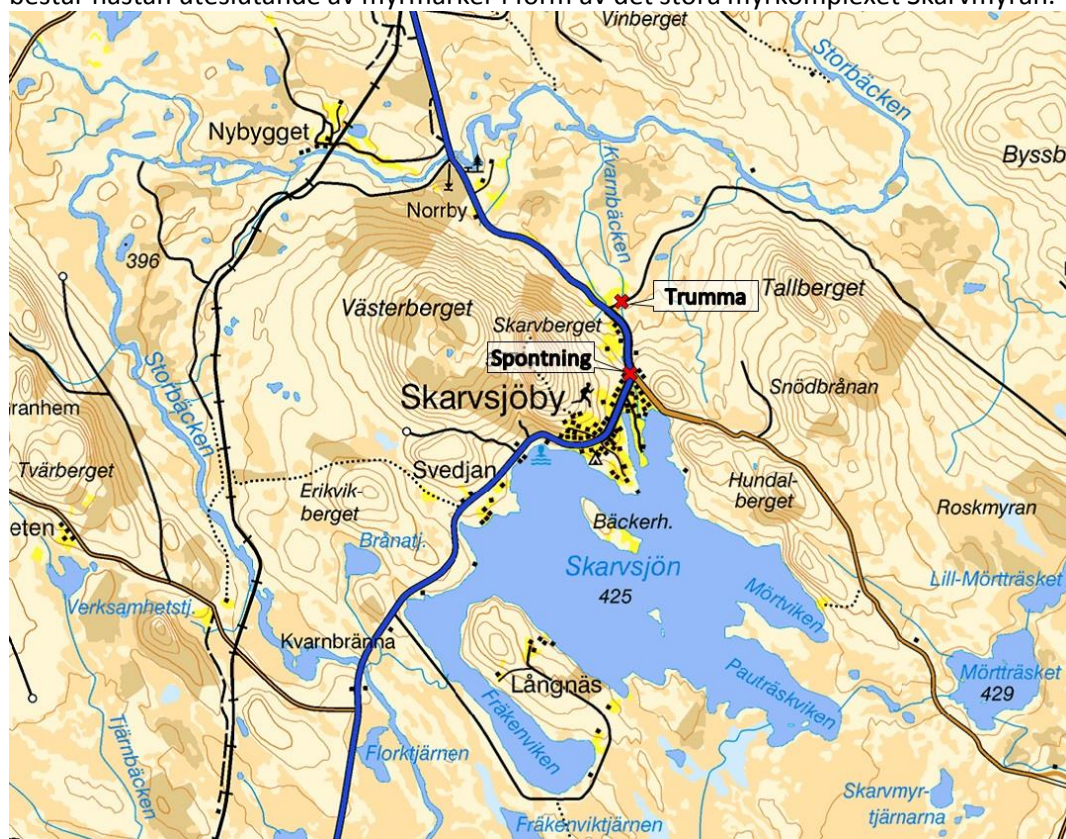 består nästan uteslutande av myrmarker i form av det stora myrkomplexet Skarvmyran.
Vinberget
Storbäcken
Nybygget
Byssb
Kvarnbäcken
Norrby
396
Västerberget
Trumma
Tallberget
Skarvberget
Spontning
Storbäcken
Skarvsjöby
Snödbrånan
ranhem
Tvärberget
Svedjan
Erikvik-
berget
Hundal-
berget
Roskmyran
eten
Bäckerh.
Brånatj.
Skarvsjön
425
Lill-Mörtträsket
Mörtviken
Verksamhetstj.
Kvarnbränna
Mörtträsket
429
Pauträskviken
Långnäs
Fräkenviken
Tjärnbäcken
Florktjärnen
Skarvmyr-
tjärnarna
Fräkenviktjärnen